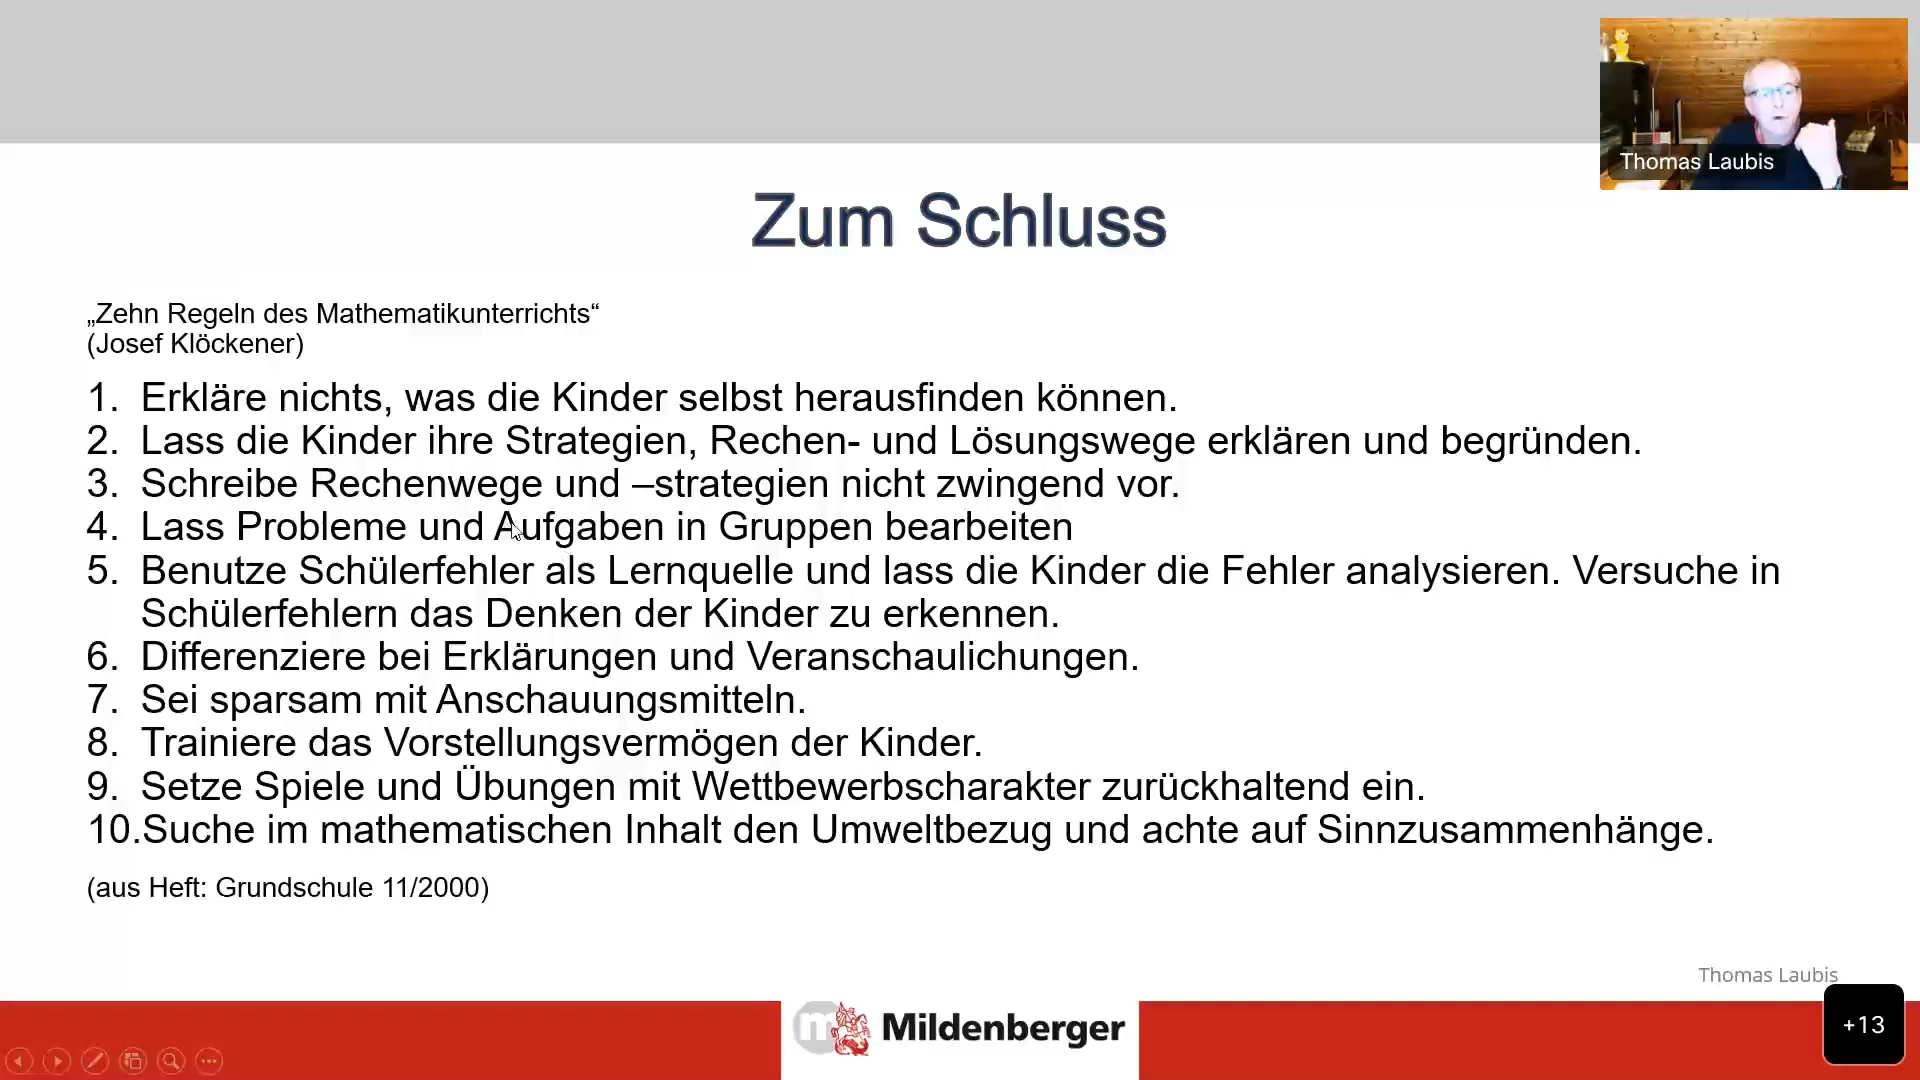 Thomas Laubis
Zum Schluss
„Zehn Regeln des Mathematikunterrichts“
(Josef Klöckener)
1. Erkläre nichts, was die Kinder selbst herausfinden können.
2. Lass die Kinder ihre Strategien, Rechen- und Lösungswege erklären und begründen.
3. Schreibe Rechenwege und –strategien nicht zwingend vor.
4. Lass Probleme und Aufgaben in Gruppen bearbeiten
5. Benutze Schülerfehler als Lernquelle und lass die Kinder die Fehler analysieren. Versuche in
Schülerfehlern das Denken der Kinder zu erkennen.
6. Differenziere bei Erklärungen und Veranschaulichungen.
7. Sei sparsam mit Anschauungsmitteln.
8. Trainiere das Vorstellungsvermögen der Kinder.
9. Setze Spiele und Übungen mit Wettbewerbscharakter zurückhaltend ein.
10.Suche im mathematischen Inhalt den Umweltbezug und achte auf Sinnzusammenhänge.
(aus Heft: Grundschule 11/2000)
Thomas Laubis
m Mildenberger
+13